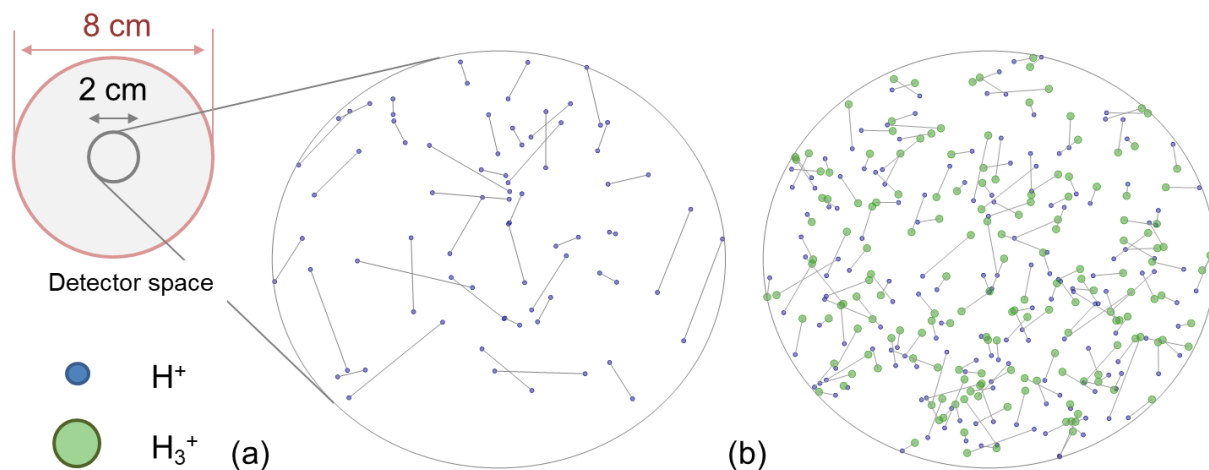 8 cm
2 cm
Detector space
H⁺
H₃⁺
(a)
(b)